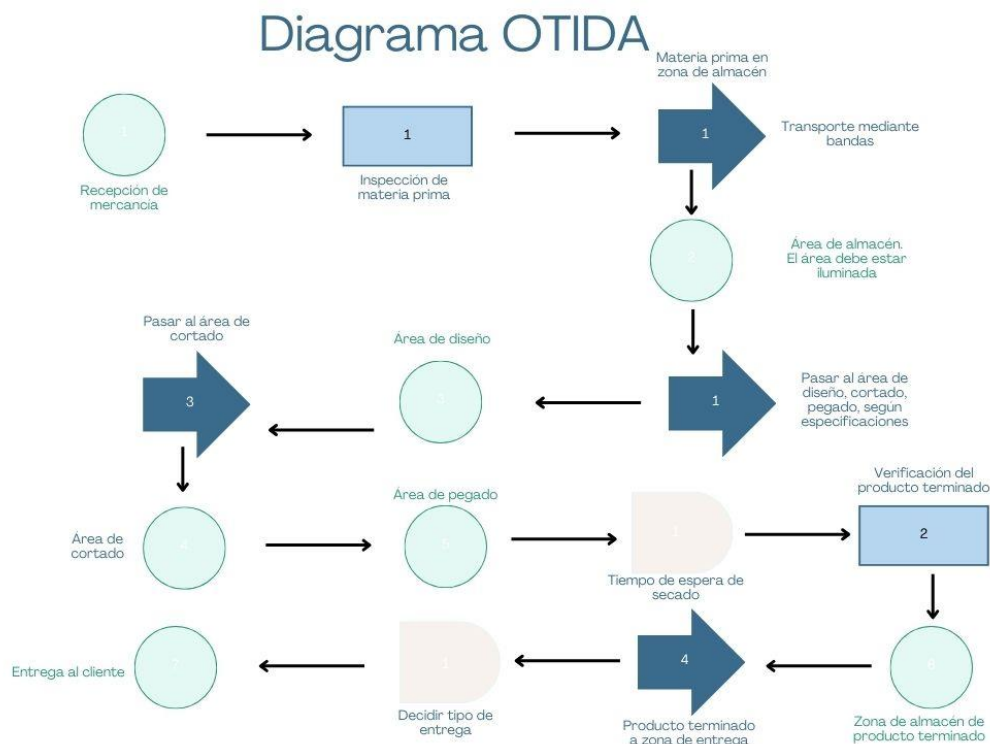 Diagrama OTIDA
Materia prima en
zona de almacén
1
1
1
Transporte mediante
bandas
Recepción de
mercancía
Inspección de
materia prima
2
Área de almacén.
El área debe estar
iluminada
Pasar al área de
cortado
Área de diseño
3
3
1
Pasar al área de
diseño, cortado,
pegado, según
especificaciones
Área de pegado
Verificación del
producto terminado
Área de
cortado
4
5
1
2
Tiempo de espera de
secado
Entrega al cliente
7
1
4
6
Decidir tipo de
entrega
Producto terminado
a zona de entrega
Zona de almacén de
producto terminado